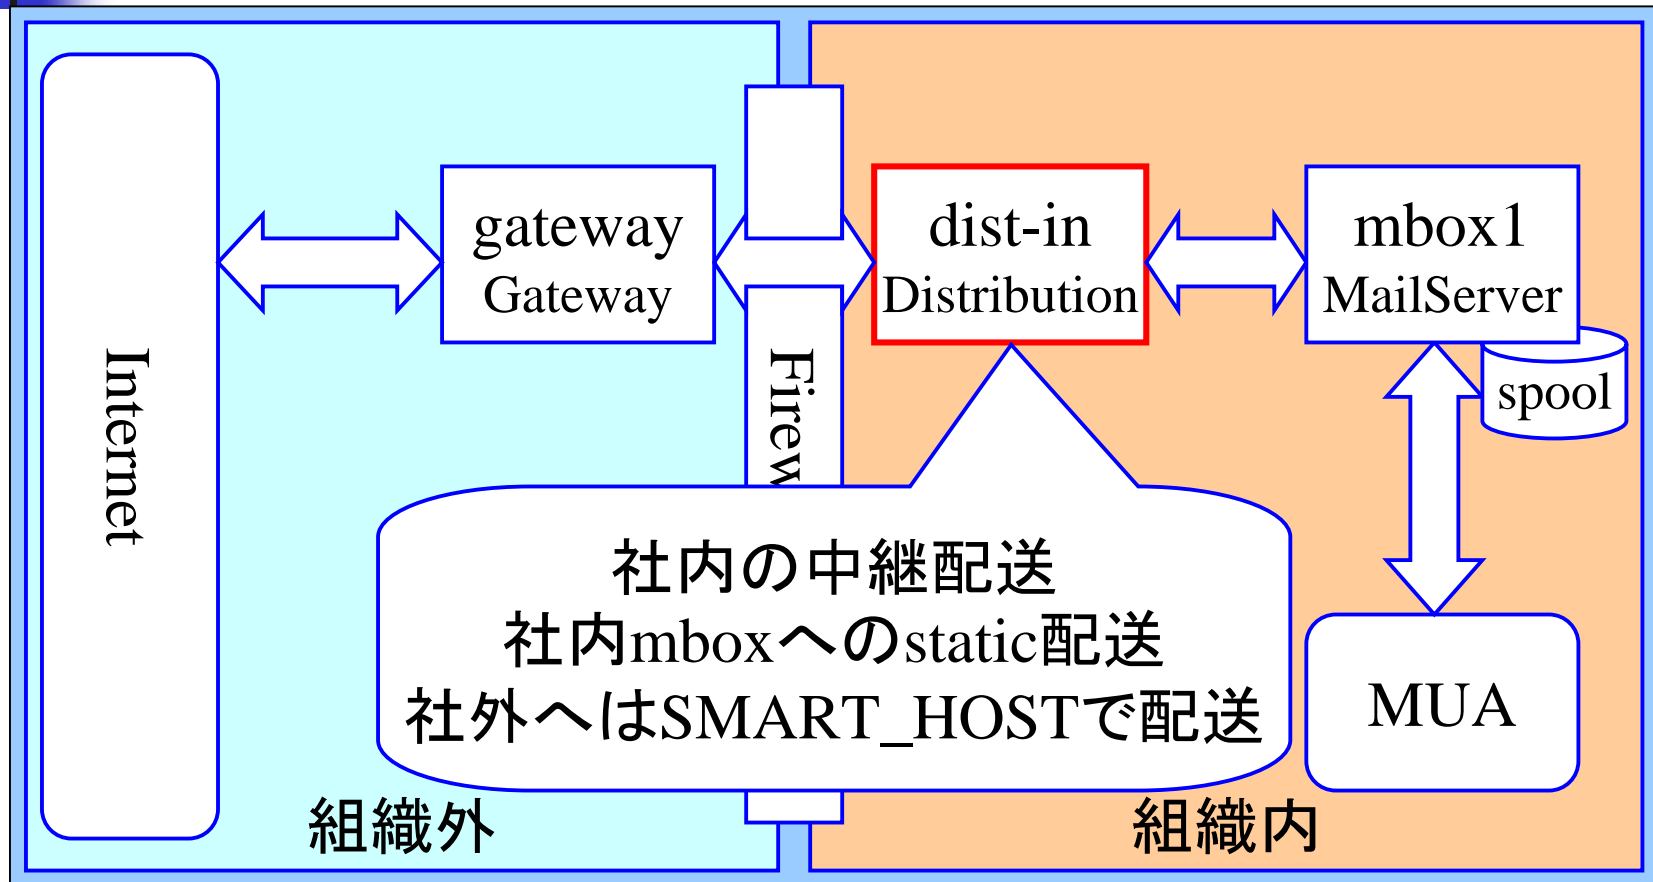 Internet
gateway
Gateway
Firew
dist-in
Distribution
mbox1
MailServer
spool
社内の中継配送
社内mboxへのstatic配送
社外へはSMART_HOSTで配送
MUA
組織外
組織内